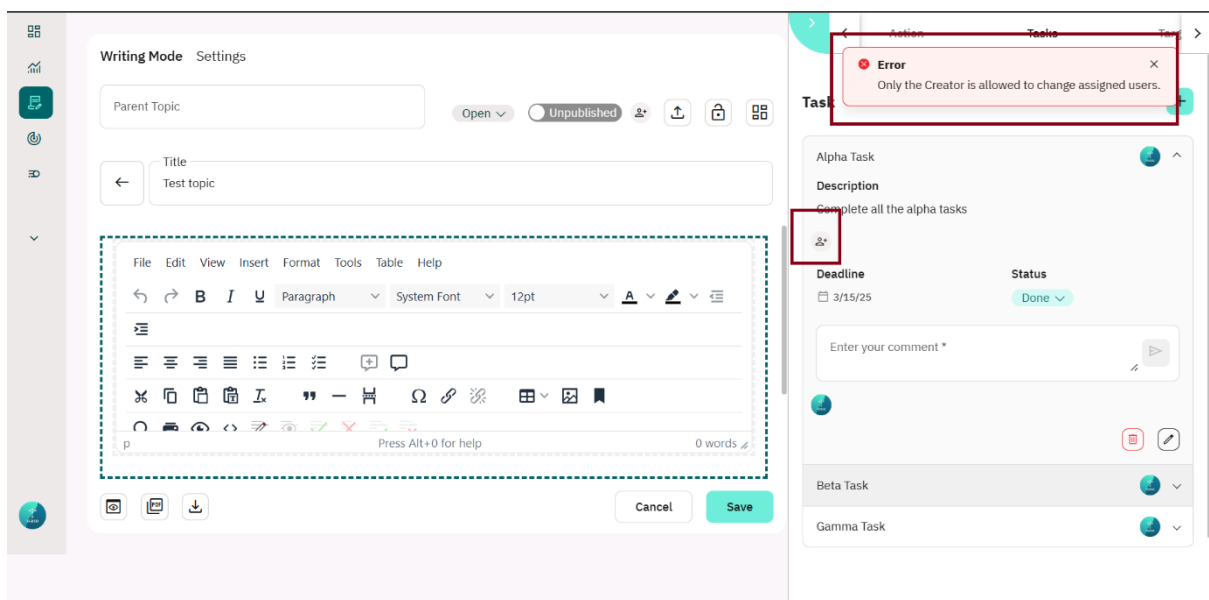 Writing Mode Settings
Parent Topic
Open
Unpublished
Title
Test topic
File Edit View Insert Format Tools Table Help
B I U Paragraph System Font 12pt A
p Press Alt+0 for help 0 words
PDF
Cancel Save
Action Tasks
Error
Only the Creator is allowed to change assigned users.
Task
Alpha Task
Description
Complete all the alpha tasks
Deadline Status
3/15/25 Done
Enter your comment *
Beta Task
Gamma Task